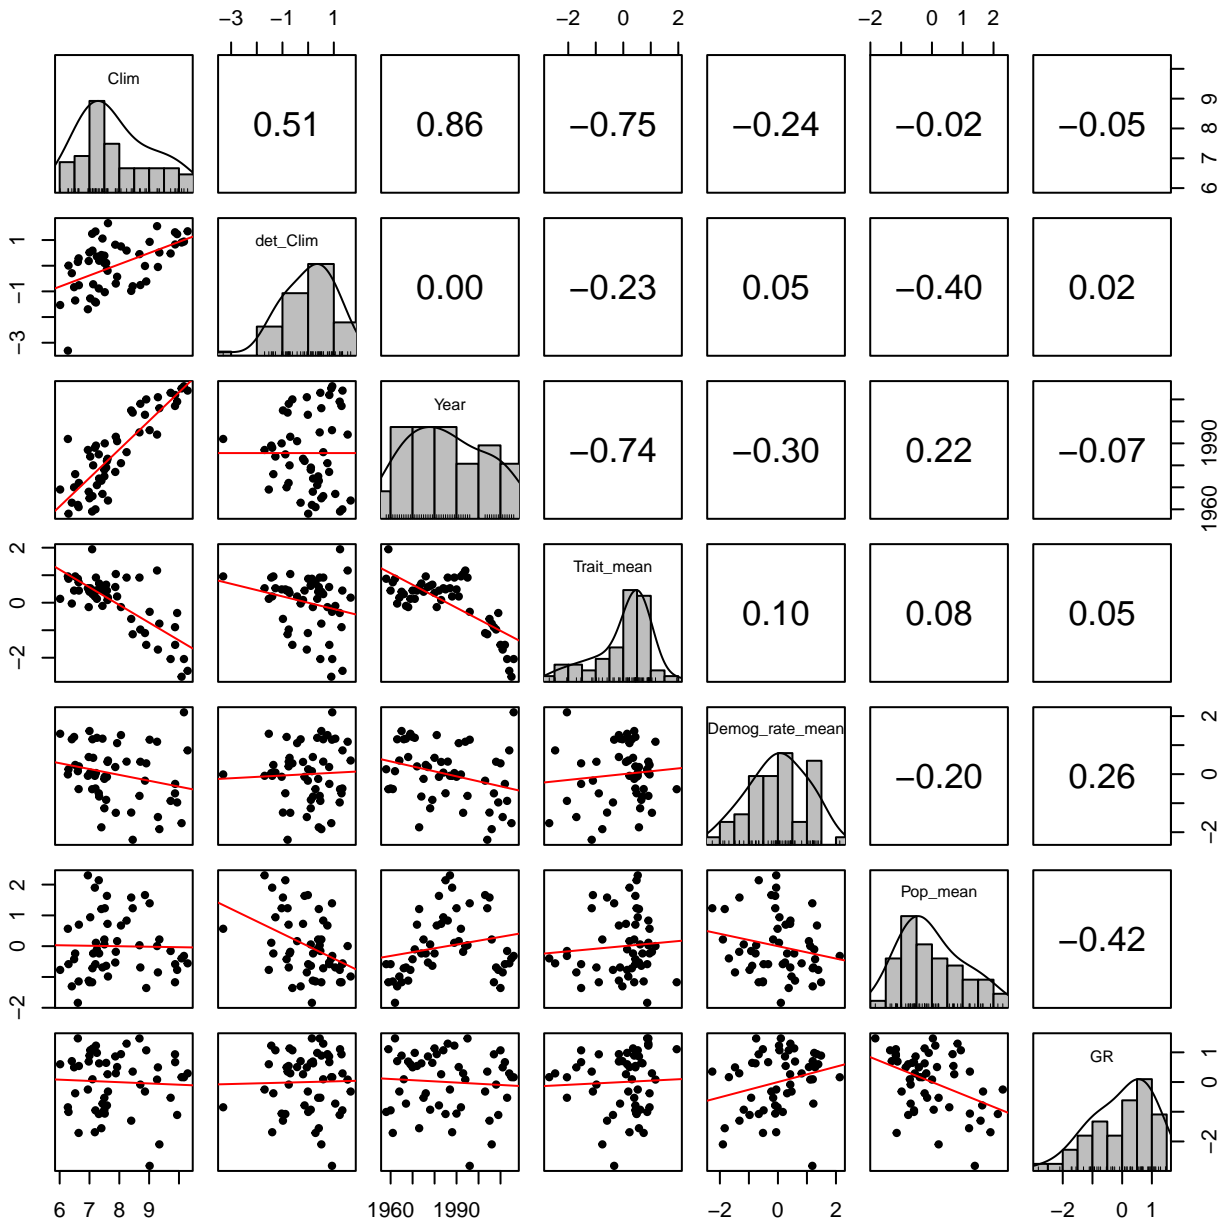 −3 −1 1 −2 0 2 −2 0 2
Clim 0.51 0.86 −0.75 −0.24 −0.02 −0.05 6 7 8 9
1 −1 −3 det_Clim 0.00 −0.23 0.05 −0.40 0.02
Year −0.74 −0.30 0.22 −0.07 1960 1990
2 0 −2 Trait_mean 0.10 0.08 0.05
Demog_rate_mean −0.20 0.26 2 0 −2
2 1 0 −2 Pop_mean −0.42
GR 1 0 −2
6 7 8 9 1960 1990 −2 0 2 −2 0 1